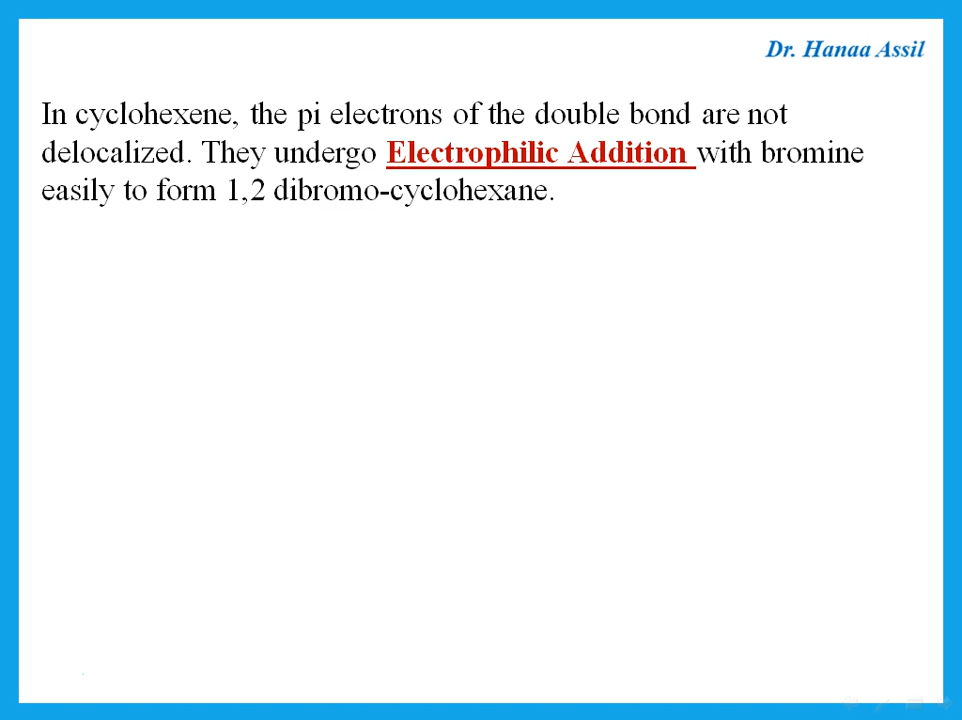 Dr. Hanaa Assil
In cyclohexene, the pi electrons of the double bond are not
delocalized. They undergo Electrophilic Addition with bromine
easily to form 1,2 dibromo-cyclohexane.